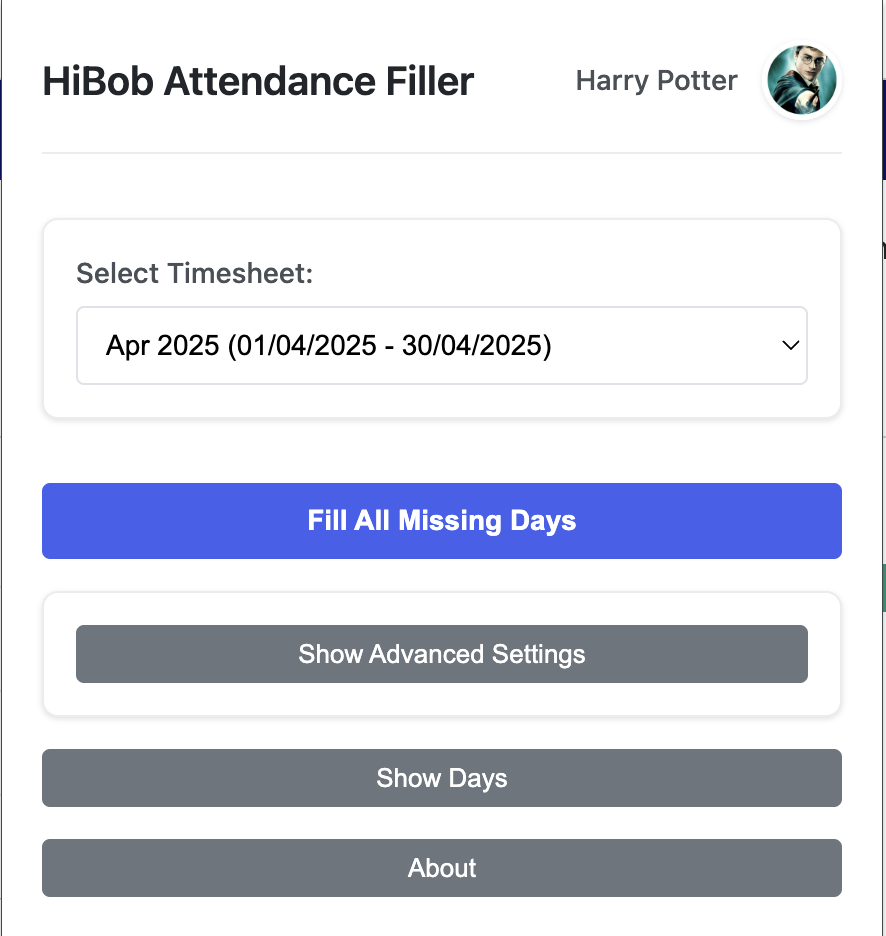 HiBob Attendance Filler
Harry Potter
Select Timesheet:
Apr 2025 (01/04/2025 - 30/04/2025)
Fill All Missing Days
Show Advanced Settings
Show Days
About